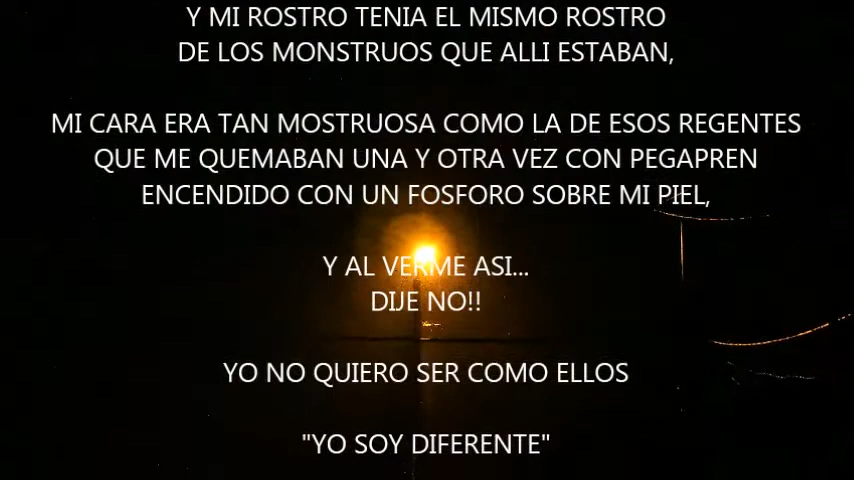 Y MI ROSTRO TENIA EL MISMO ROSTRO
DE LOS MONSTRUOS QUE ALLI ESTABAN,
MI CARA ERA TAN MOSTRUOSA COMO LA DE ESOS REGENTES
QUE ME QUEMABAN UNA Y OTRA VEZ CON PEGAPREN
ENCENDIDO CON UN FOSFORO SOBRE MI PIEL,
Y AL VERME ASI...
DIJE NO!!
YO NO QUIERO SER COMO ELLOS
"YO SOY DIFERENTE"